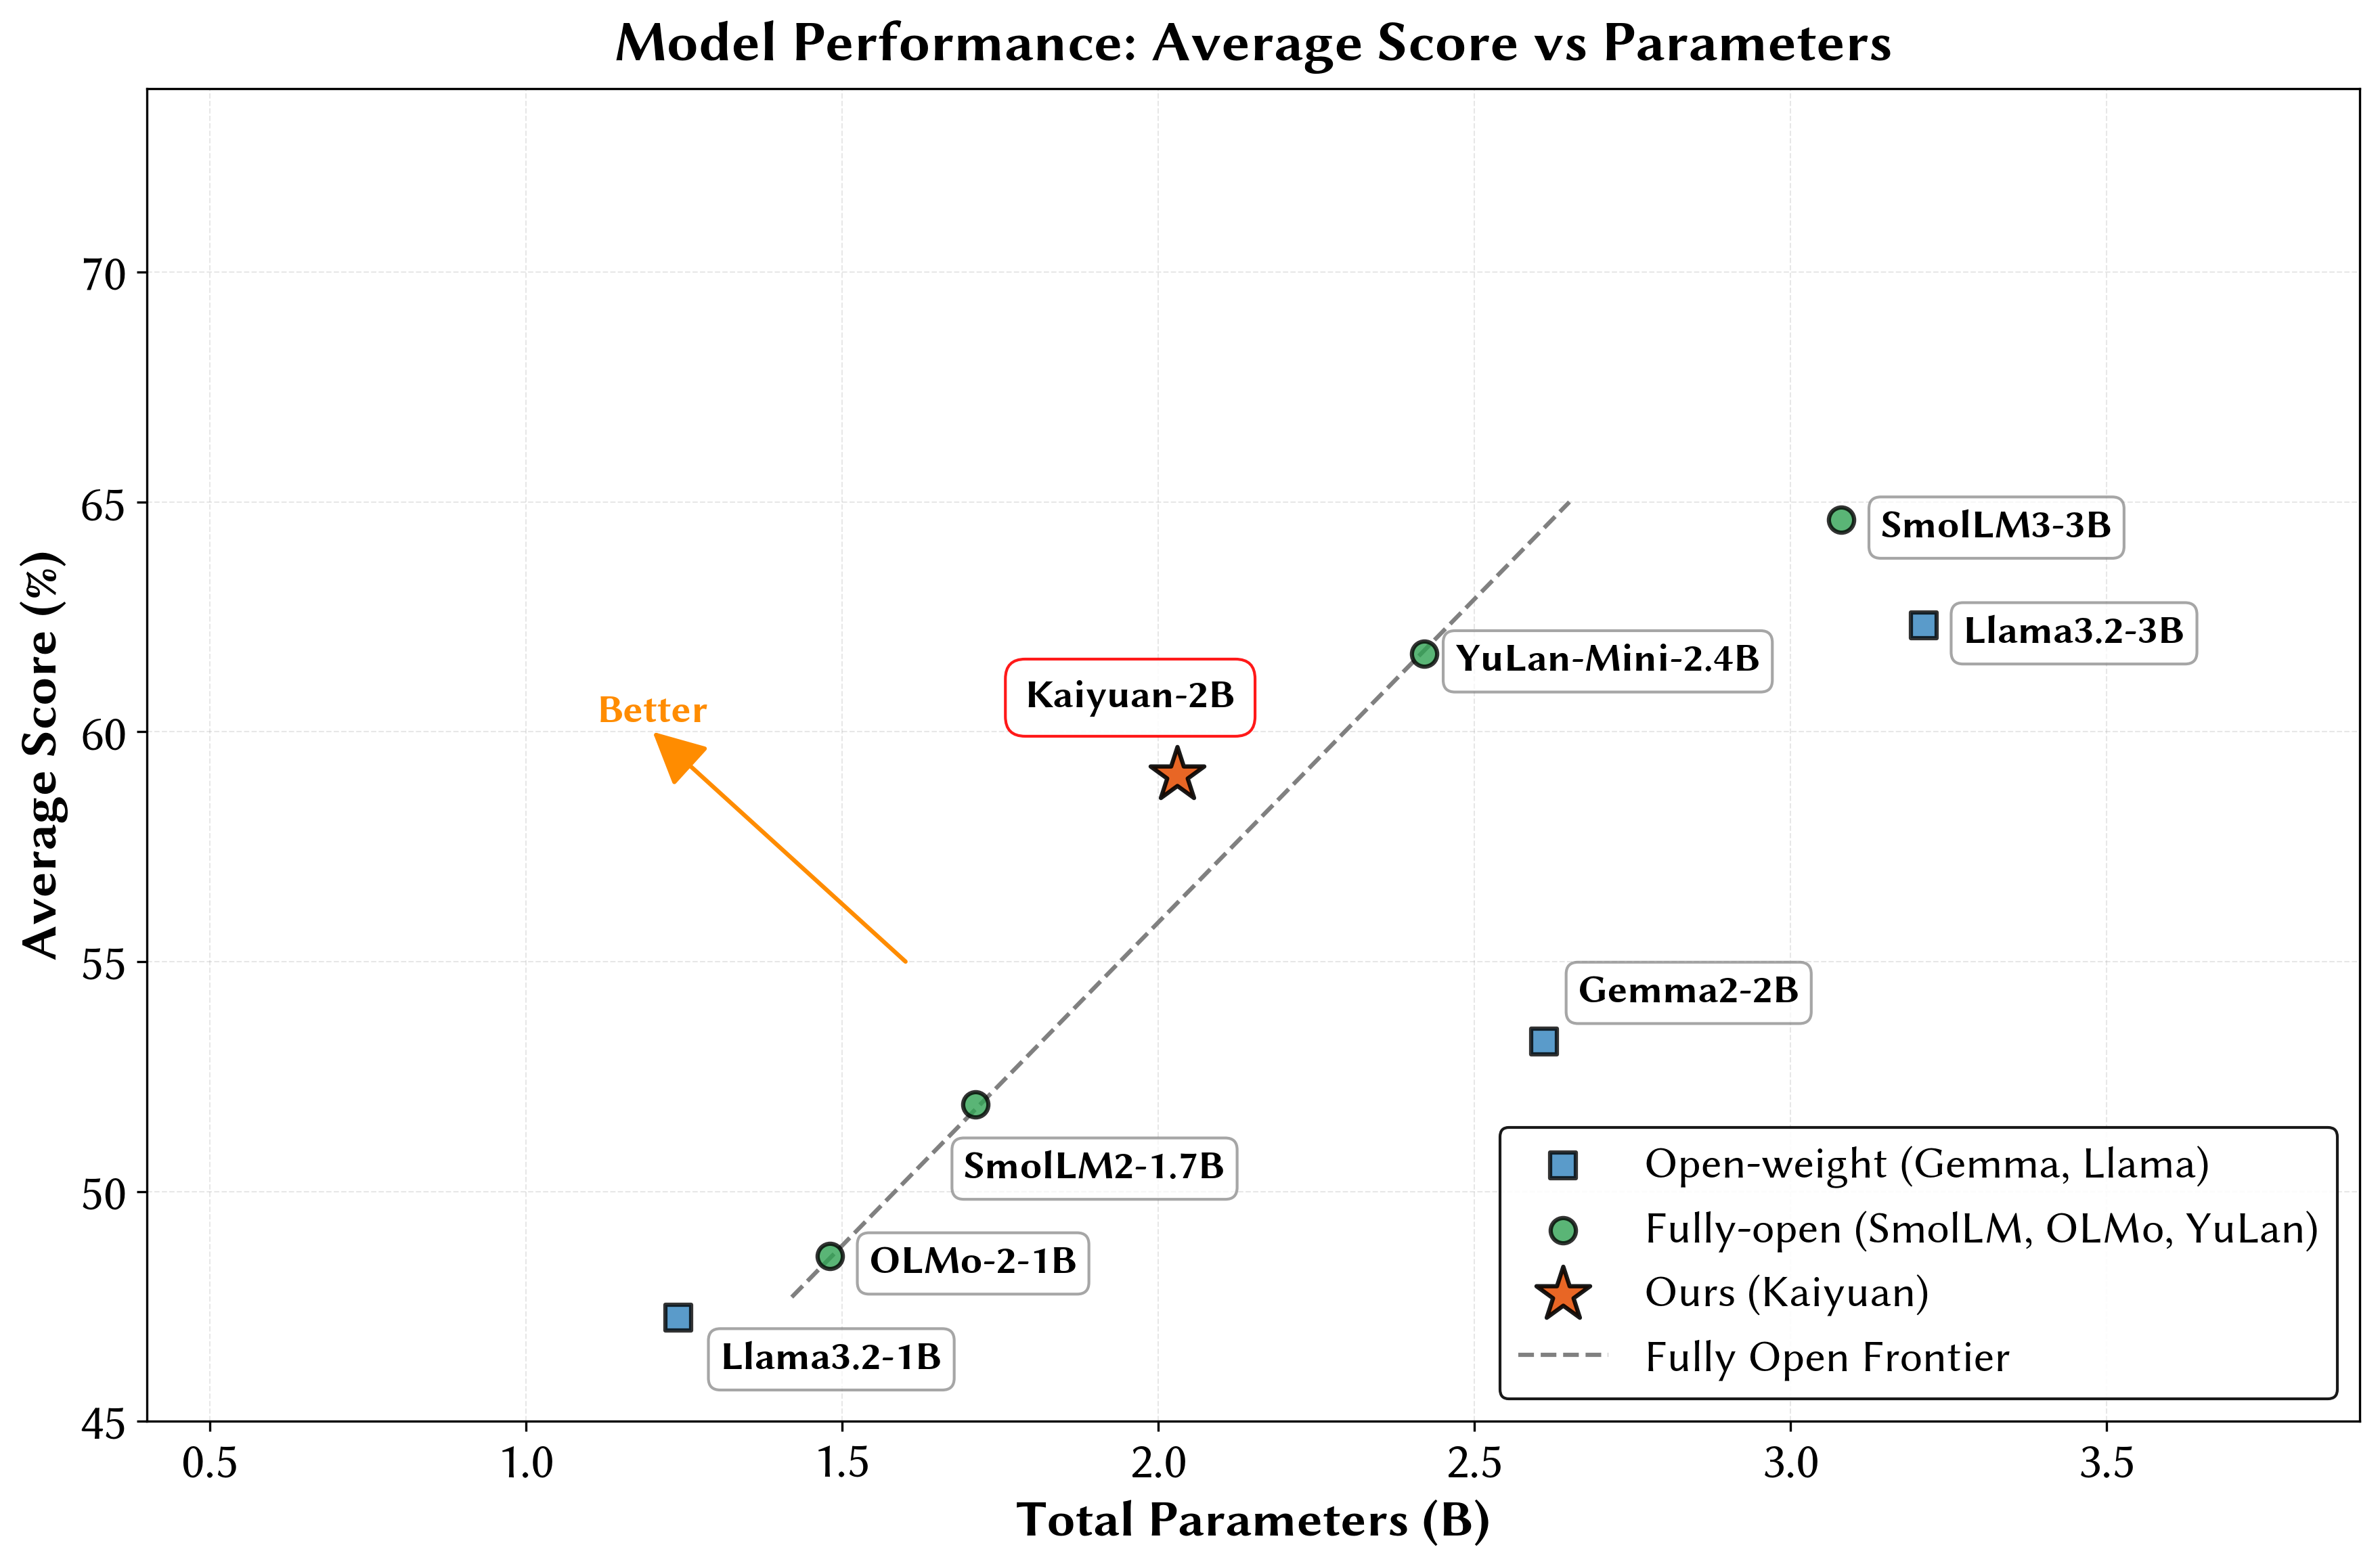 Model Performance: Average Score vs Parameters
Average Score (%)
70
65
60
55
50
45
SmolLM3-3B
Llama3.2-3B
YuLan-Mini-2.4B
Kaiyuan-2B
Better
Gemma2-2B
SmolLM2-1.7B
OLMo-2-1B
Llama3.2-1B
Open-weight (Gemma, Llama)
Fully-open (SmolLM, OLMo, YuLan)
Ours (Kaiyuan)
Fully Open Frontier
0.5 1.0 1.5 2.0 2.5 3.0 3.5
Total Parameters (B)